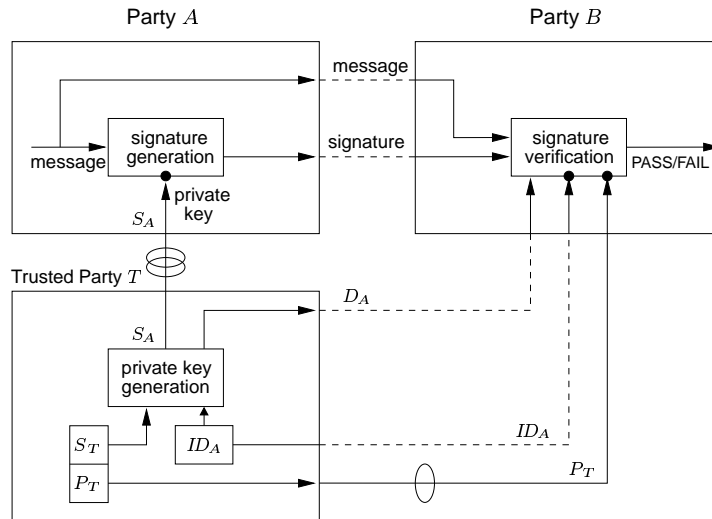 Party A
Party B
message
signature
generation
message
signature
signature
verification
PASS/FAIL
private
key
S_A
Trusted Party T
D_A
S_A
private key
generation
S_T
ID_A
ID_A
P_T
P_T